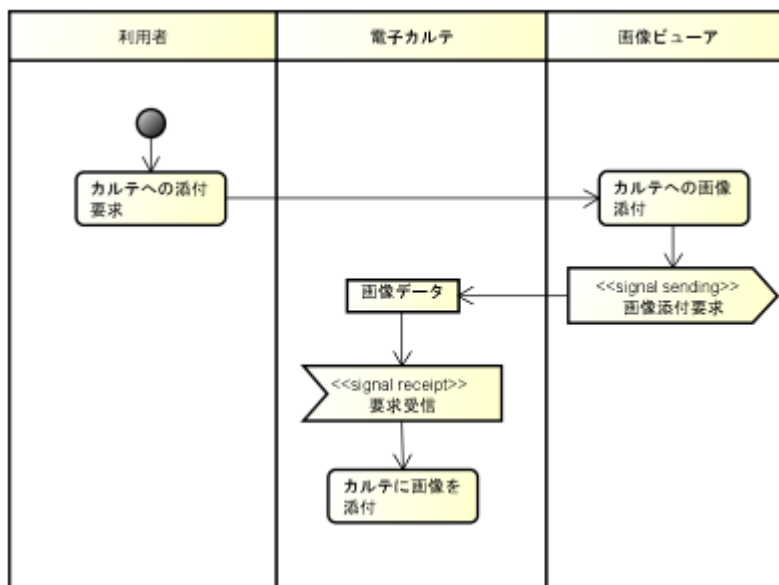 利用者
電子カルテ
画像ビューア
カルテへの添付
要求
カルテへの画像
添付
<<signal sending>>
画像添付要求
画像データ
<<signal receipt>>
要求受信
カルテに画像を
添付